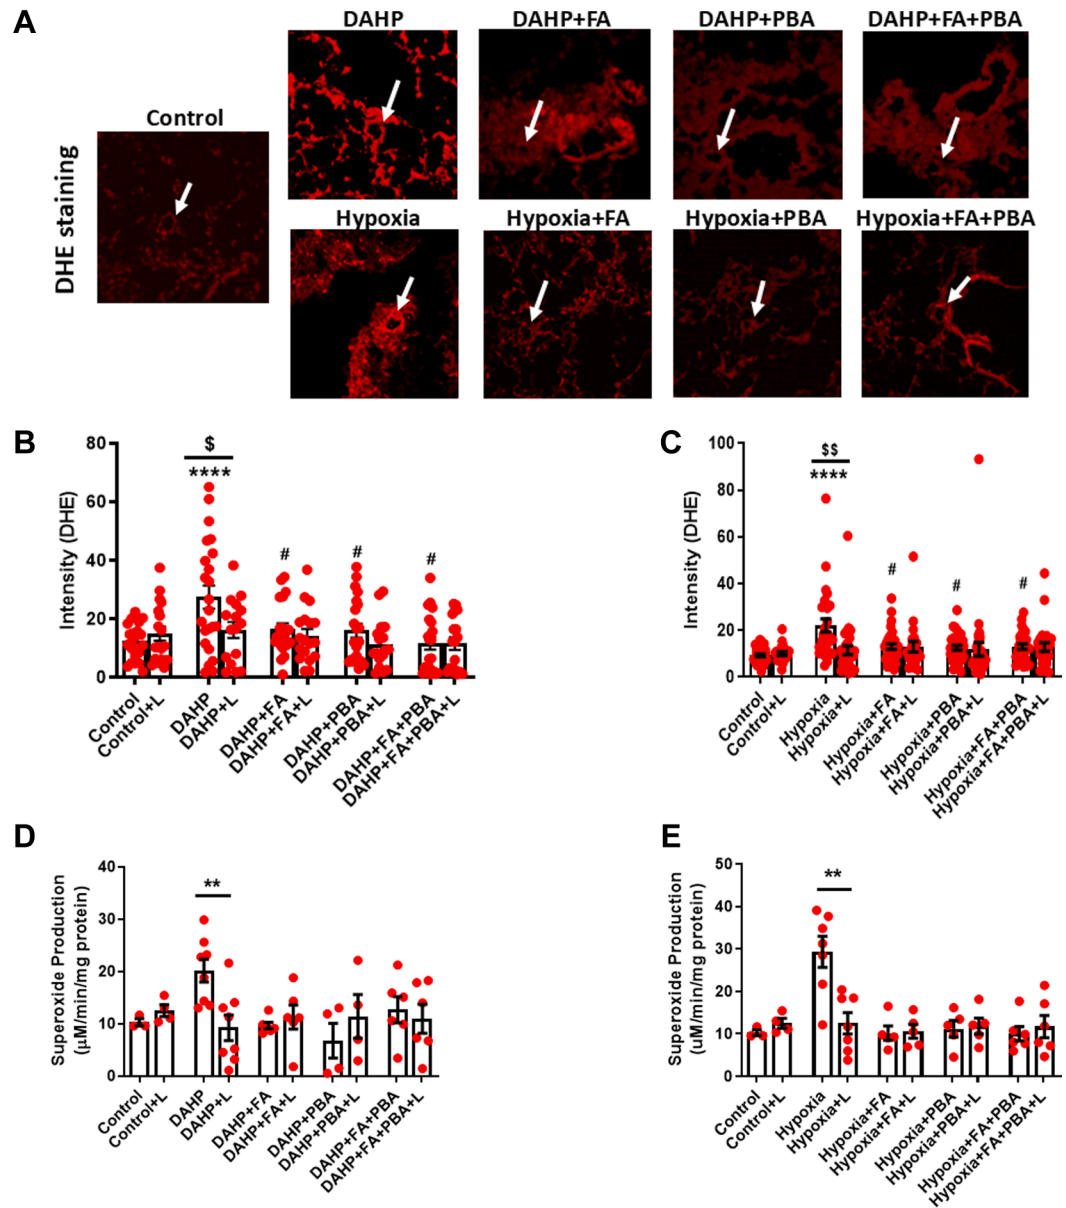 A
DHE staining
Control
DAHP
DAHP+FA
DAHP+PBA
DAHP+FA+PBA
Hypoxia
Hypoxia+FA
Hypoxia+PBA
Hypoxia+FA+PBA
B
Intensity (DHE)
80
60
40
20
0
$
****
#
#
#
Control
Control+L
DAHP
DAHP+L
DAHP+FA
DAHP+FA+L
DAHP+PBA
DAHP+PBA+L
DAHP+FA+PBA
DAHP+FA+PBA+L
C
Intensity (DHE)
100
80
60
40
20
0
$$
****
#
#
#
Control
Control+L
Hypoxia
Hypoxia+L
Hypoxia+FA
Hypoxia+FA+L
Hypoxia+PBA
Hypoxia+PBA+L
Hypoxia+FA+PBA
Hypoxia+FA+PBA+L
D
Superoxide Production
(µM/min/mg protein)
40
30
20
10
0
**
Control
Control+L
DAHP
DAHP+L
DAHP+FA
DAHP+FA+L
DAHP+PBA
DAHP+PBA+L
DAHP+FA+PBA
DAHP+FA+PBA+L
E
Superoxide Production
(uM/min/mg protein)
50
40
30
20
10
0
**
Control
Control+L
Hypoxia
Hypoxia+L
Hypoxia+FA
Hypoxia+FA+L
Hypoxia+PBA
Hypoxia+PBA+L
Hypoxia+FA+PBA
Hypoxia+FA+PBA+L